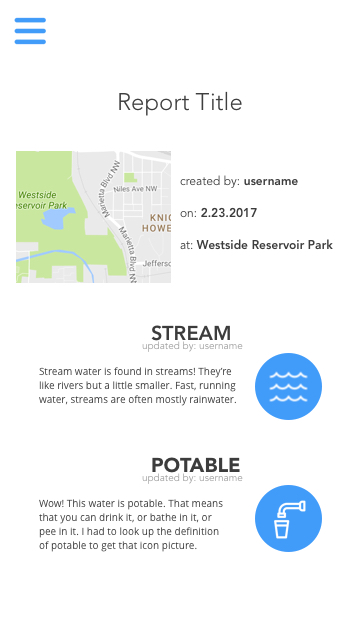 Report Title
Westside
eservoir Park
Marietta Blvd NW
Niles Ave NW
KNIG
HOWE
Marietta Blvd NW
Jefferso
created by: username
on: 2.23.2017
at: Westside Reservoir Park
STREAM
updated by: username
Stream water is found in streams! They're
like rivers but a little smaller. Fast, running
water, streams are often mostly rainwater.
POTABLE
updated by: username
Wow! This water is potable. That means
that you can drink it, or bathe in it, or
pee in it. I had to look up the definition
of potable to get that icon picture.